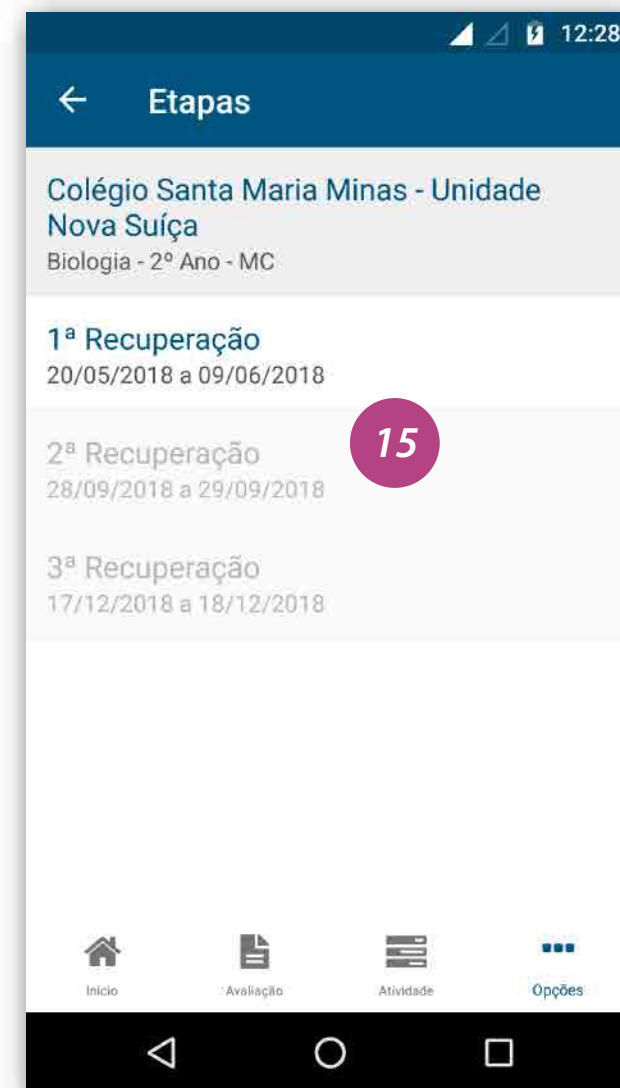 12:28
Etapas
Colégio Santa Maria Minas - Unidade
Nova Suíça
Biologia - 2º Ano - MC
1ª Recuperação
20/05/2018 a 09/06/2018
15
2ª Recuperação
28/09/2018 a 29/09/2018
3ª Recuperação
17/12/2018 a 18/12/2018
Início Avaliação Atividade Opções